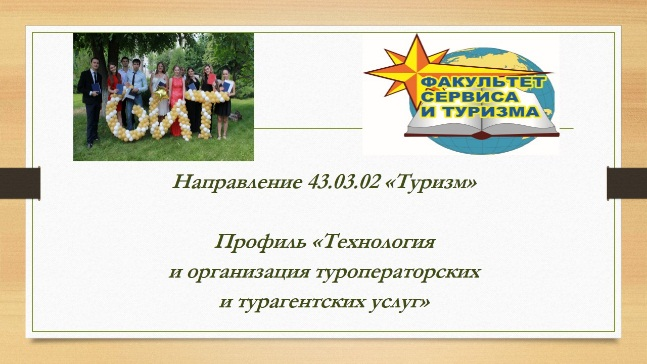 ФАКУЛЬТЕТ
СЕРВИСА
И ТУРИЗМА
Направление 43.03.02 «Туризм»
Профиль «Технология
и организация туроператорских
и турагентских услуг»